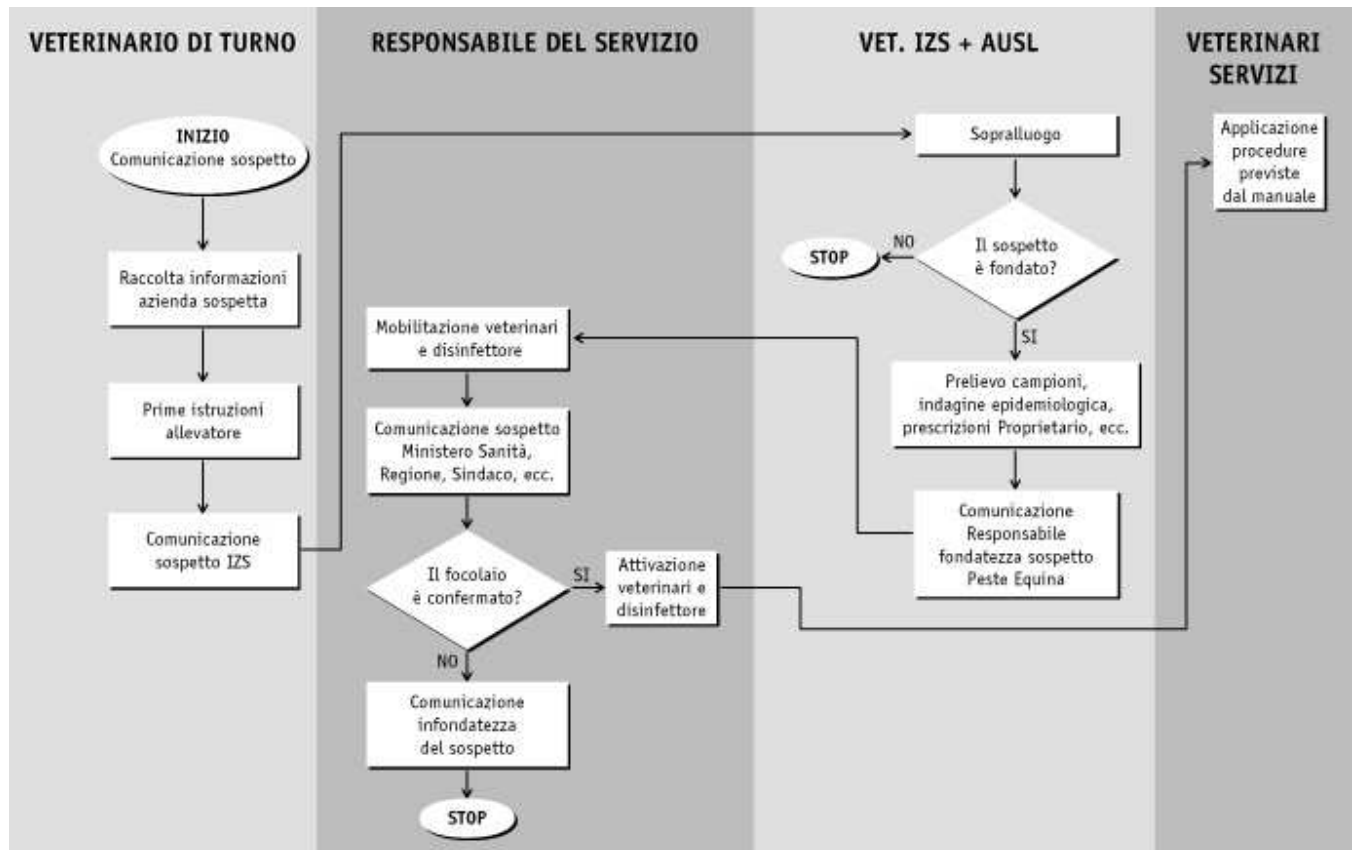 VETERINARIO DI TURNO
RESPONSABILE DEL SERVIZIO
VET. IZS + AUSL
VETERINARI
SERVIZI
INIZIO
Comunicazione sospetto
Raccolta informazioni
azienda sospetta
Prime istruzioni
allevatore
Comunicazione
sospetto IZS
Mobilitazione veterinari
e disinfettore
Comunicazione sospetto
Ministero Sanità,
Regione, Sindaco, ecc.
Il focolaio
è confermato?
SI
NO
Attivazione
veterinari e
disinfettore
Comunicazione
infondatezza
del sospetto
STOP
Sopralluogo
Il sospetto
è fondato?
NO
STOP
SI
Prelievo campioni,
indagine epidemiologica,
prescrizioni Proprietario, ecc.
Comunicazione
Responsabile
fondatezza sospetto
Peste Equina
Applicazione
procedure
previste
dal manuale